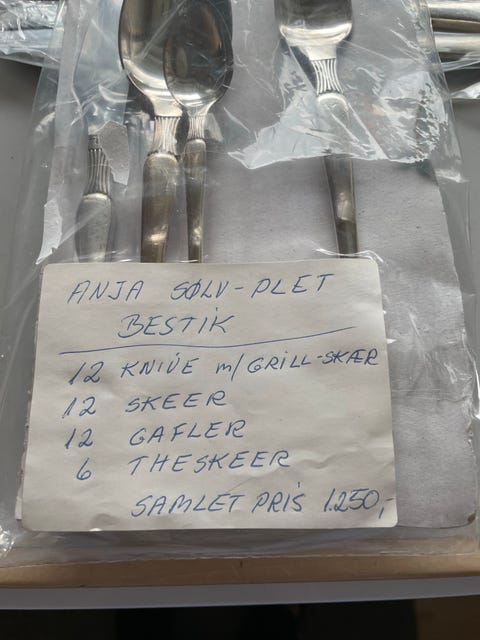 ANJA SØLV-PLET
BESTIK
12 KNIVE m/GRILL-SKÆR
12 SKEER
12 GAFLER
6 THESKEER
SAMLET PRIS 1.250,-